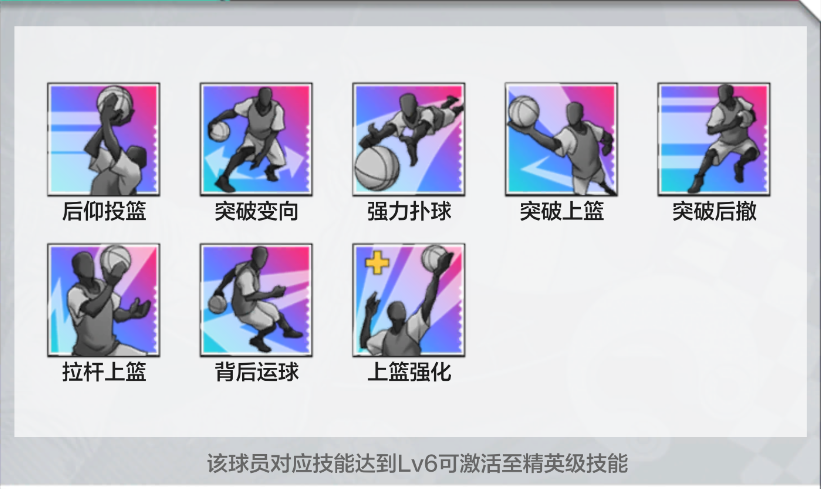 后仰投篮 突破变向 强力扑球 突破上篮 突破后撤
拉杆上篮 背后运球 上篮强化
该球员对应技能达到Lv6可激活至精英级技能